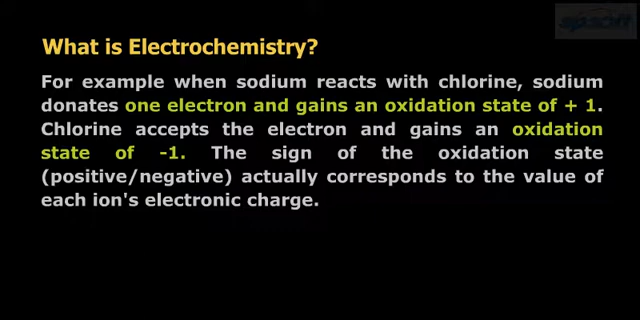 What is Electrochemistry?
For example when sodium reacts with chlorine, sodium
donates one electron and gains an oxidation state of + 1.
Chlorine accepts the electron and gains an oxidation
state of -1. The sign of the oxidation state
(positive/negative) actually corresponds to the value of
each ion's electronic charge.